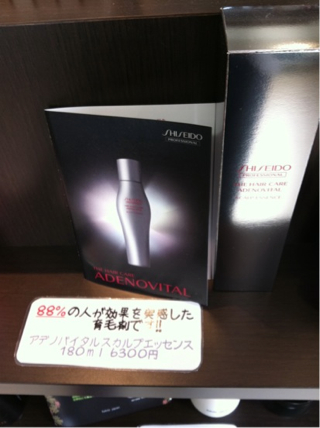 SHISEIDO
PROFESSIONAL
THE HAIR CARE
ADENOVITAL
SHISEIDO
PROFESSIONAL
THE HAIR CARE
ADENOVITAL
88%の人が効果を実感した
育毛剤です!!
アデノバイタルスカルプエッセンス
180ml 6300円